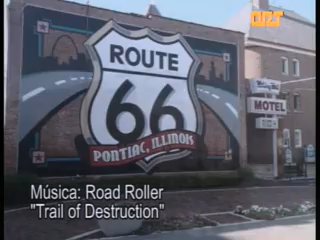 ROUTE
66
PONTIAC, ILLINOIS
MOTEL
Música: Road Roller
"Trail of Destruction"